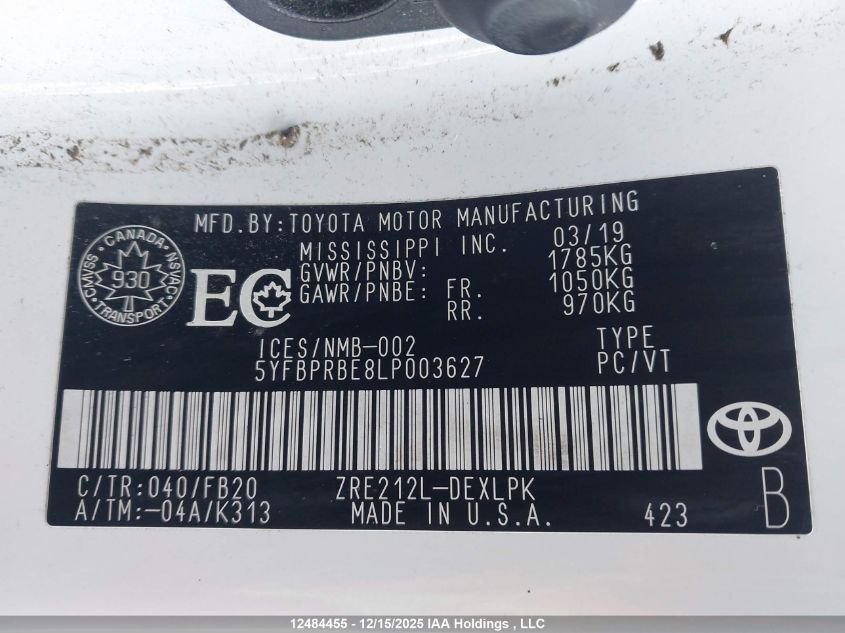 MFD.BY:TOYOTA MOTOR MANUFACTURING
MISSISSIPPI INC. 03/19
GVWR/PNBV: 1785KG
GAWR/PNBE: FR. 1050KG
RR. 970KG
CANADA
CMVSS
930
NSVAC
TRANSPORT
EC
ICES/NMB-002 TYPE
5YFBPRBE8LP003627 PC/VT
C/TR:040/FB20 ZRE212L-DEXLPK
A/TM:-04A/K313 MADE IN U.S.A. 423 B
12484455 - 12/15/2025 IAA Holdings , LLC